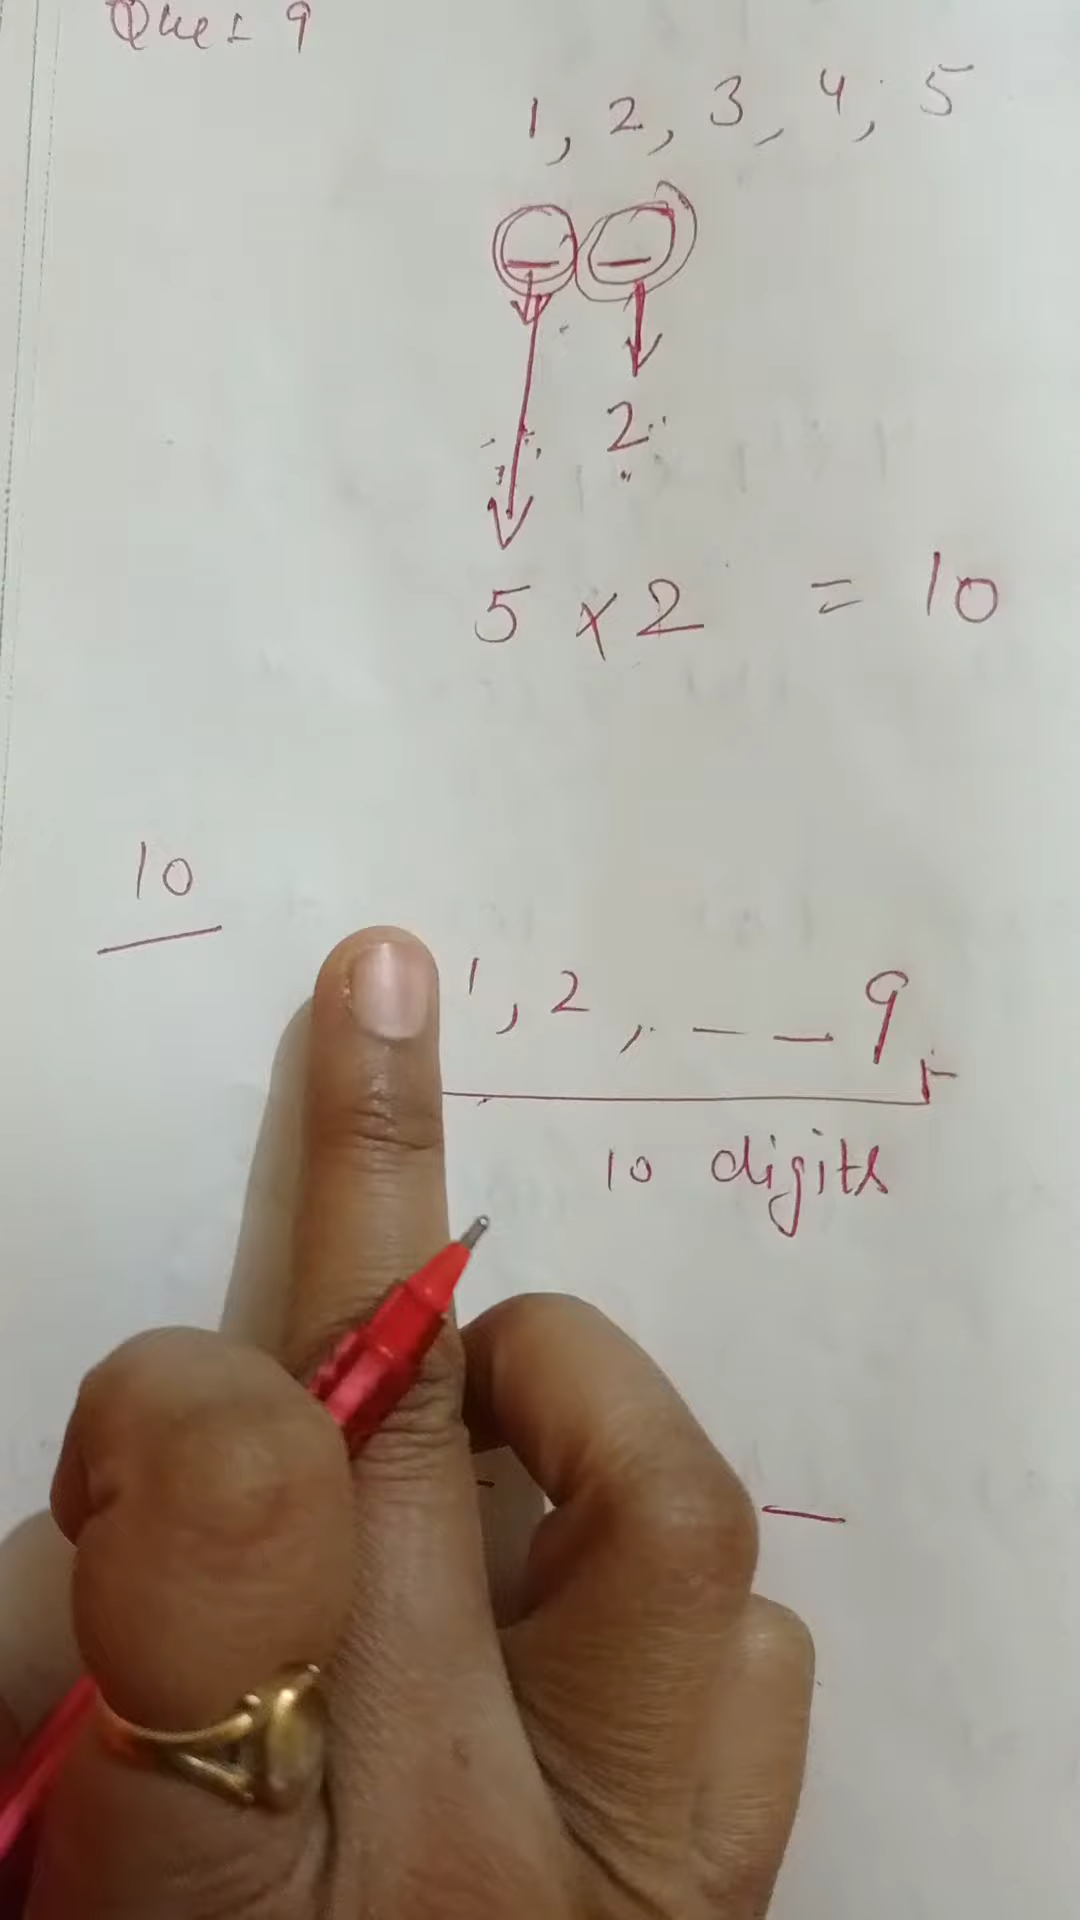 Que: 9
1, 2, 3, 4, 5
2
5 × 2 = 10
10
1, 2, - - 9
10 digits